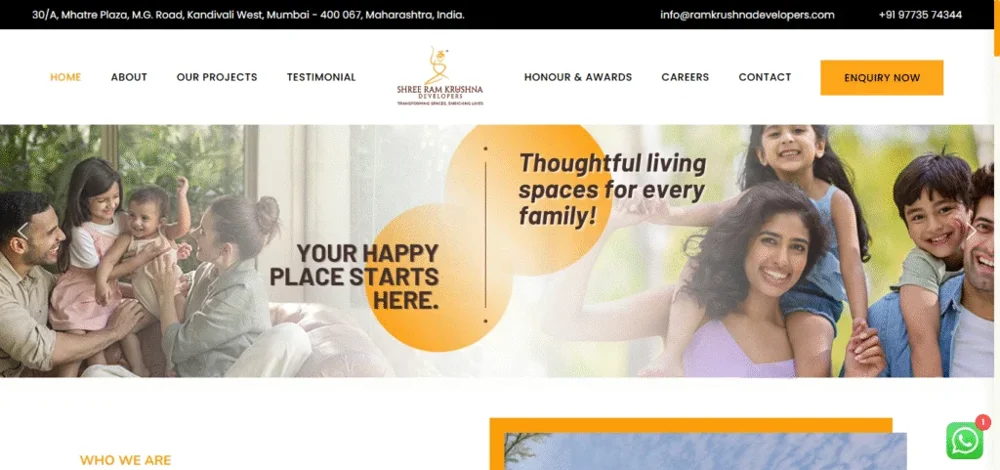 30/A, Mhatre Plaza, M.G. Road, Kandivali West, Mumbai - 400 067, Maharashtra, India.
info@ramkrushnadevelopers.com
+91 97735 74344
HOME
ABOUT
OUR PROJECTS
TESTIMONIAL
SHREE RAM KRUSHNA
DEVELOPERS
TRANSFORMING SPACES, ENRICHING LIVES
HONOUR & AWARDS
CAREERS
CONTACT
ENQUIRY NOW
YOUR HAPPY
PLACE STARTS
HERE.
Thoughtful living
spaces for every
family!
WHO WE ARE
1